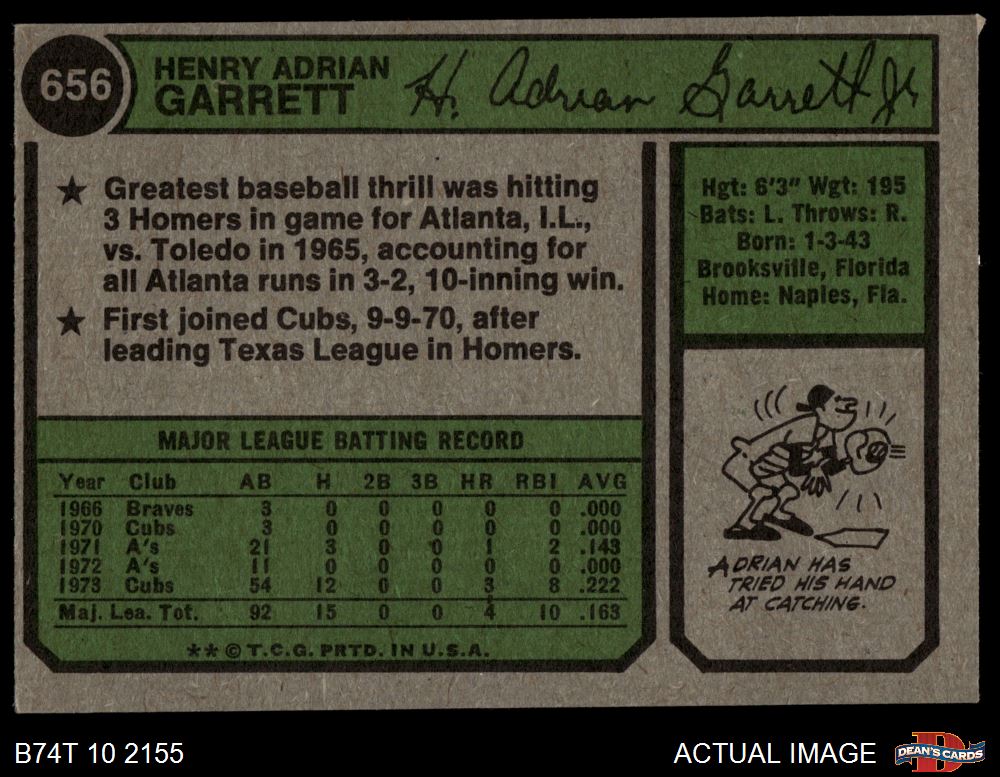 656
HENRY ADRIAN
GARRETT
H. Adrian Garrett Jr
★ Greatest baseball thrill was hitting
3 Homers in game for Atlanta, I.L.,
vs. Toledo in 1965, accounting for
all Atlanta runs in 3-2, 10-inning win.
★ First joined Cubs, 9-9-70, after
leading Texas League in Homers.
Hgt: 6'3" Wgt: 195
Bats: L. Throws: R.
Born: 1-3-43
Brooksville, Florida
Home: Naples, Fla.
MAJOR LEAGUE BATTING RECORD
Year Club AB H 2B 3B HR RBI AVG
1966 Braves 3 0 0 0 0 0 .000
1970 Cubs 3 0 0 0 0 0 .000
1971 A's 21 3 0 0 1 2 .143
1972 A's 11 0 0 0 0 0 .000
1973 Cubs 54 12 0 0 3 8 .222
Maj. Lea. Tot. 92 15 0 0 4 10 .163
** © T.C.G. PRTD. IN U.S.A.
ADRIAN HAS
TRIED HIS HAND
AT CATCHING.
B74T 10 2155
ACTUAL IMAGE
D
DEAN'S CARDS